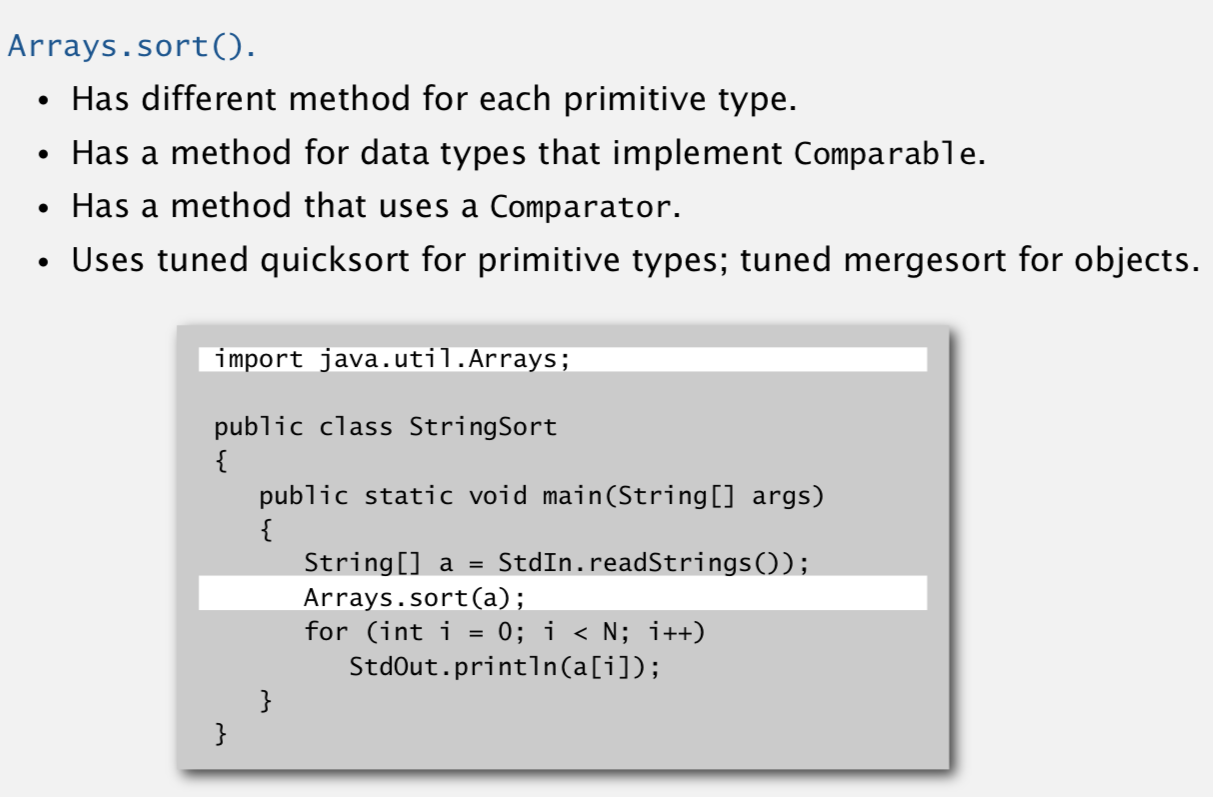 Arrays.sort().
• Has different method for each primitive type.
• Has a method for data types that implement Comparable.
• Has a method that uses a Comparator.
• Uses tuned quicksort for primitive types; tuned mergesort for objects.
import java.util.Arrays;
public class StringSort
{
   public static void main(String[] args)
   {
      String[] a = StdIn.readStrings());
      Arrays.sort(a);
      for (int i = 0; i < N; i++)
         StdOut.println(a[i]);
   }
}